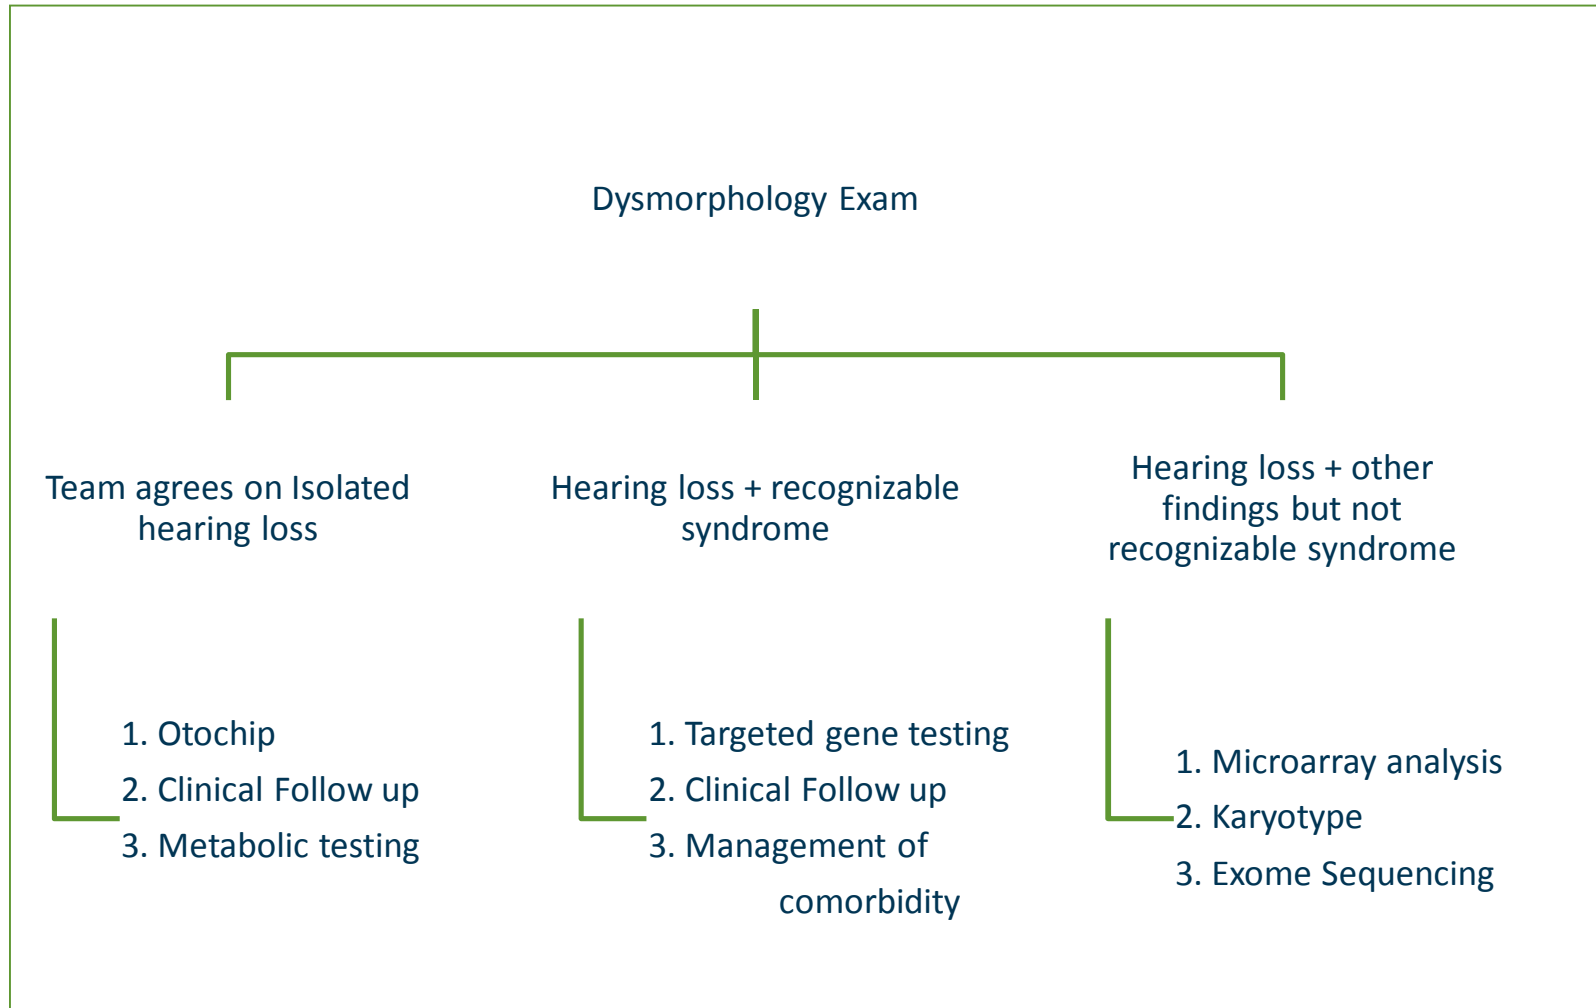 Dysmorphology Exam
Team agrees on Isolated
hearing loss
Hearing loss + recognizable
syndrome
Hearing loss + other
findings but not
recognizable syndrome
1. Otochip
2. Clinical Follow up
3. Metabolic testing
1. Targeted gene testing
2. Clinical Follow up
3. Management of
comorbidity
1. Microarray analysis
2. Karyotype
3. Exome Sequencing